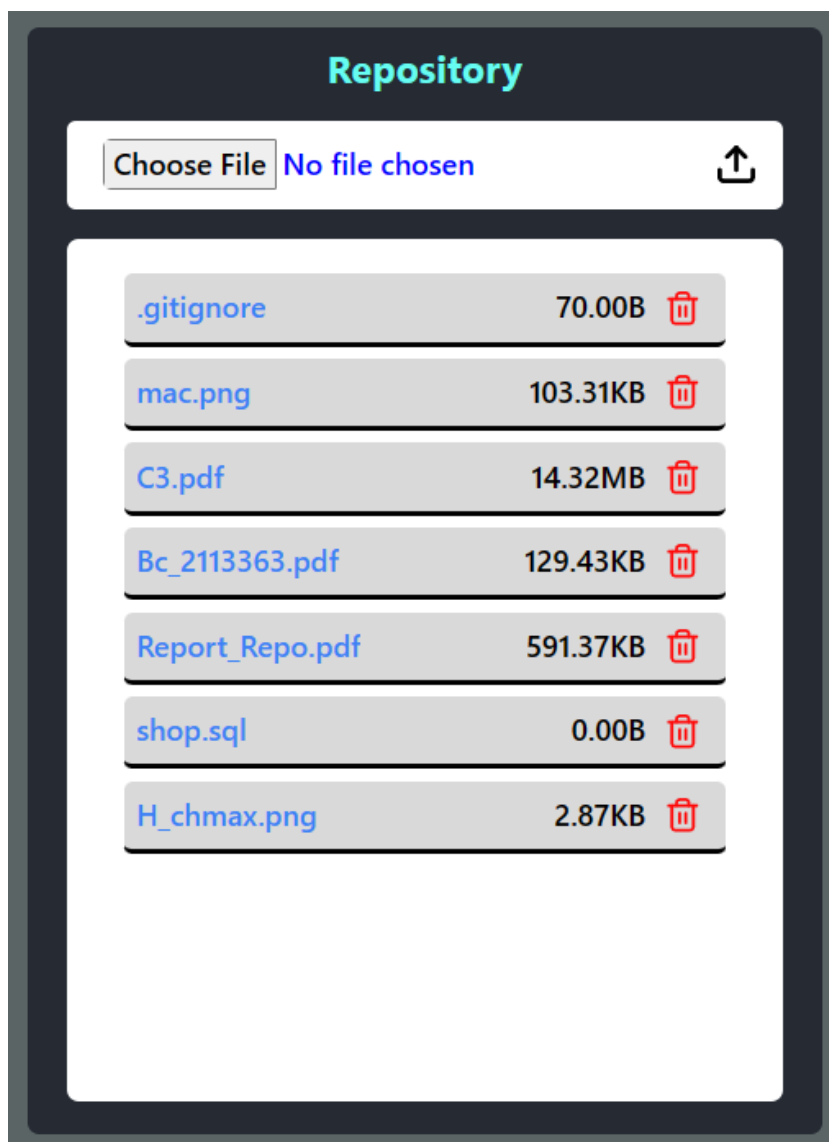 Repository
Choose File No file chosen
.gitignore 70.00B
mac.png 103.31KB
C3.pdf 14.32MB
Bc_2113363.pdf 129.43KB
Report_Repo.pdf 591.37KB
shop.sql 0.00B
H_chmax.png 2.87KB